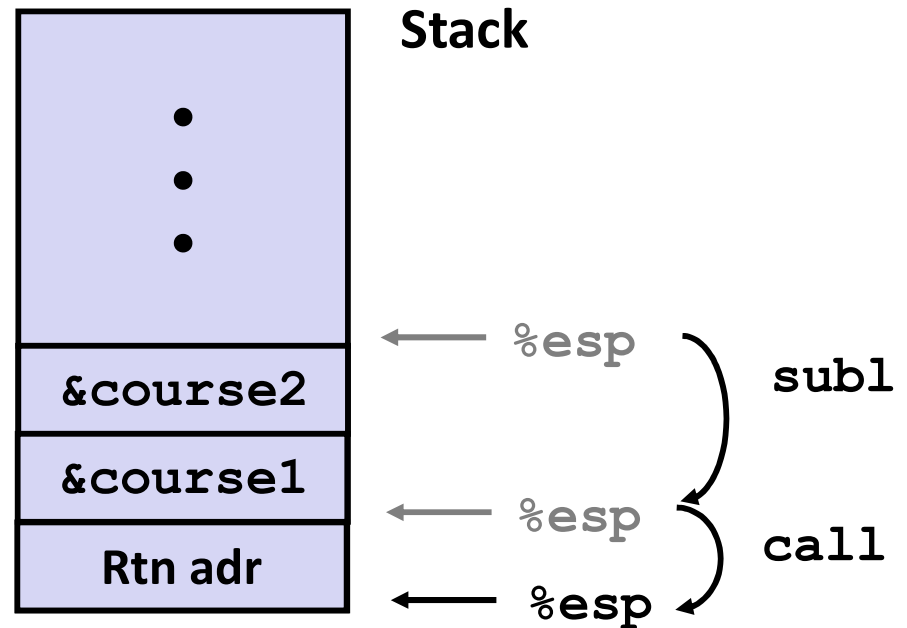 Stack
%esp
&course2
subl
&course1
%esp
call
Rtn adr
%esp